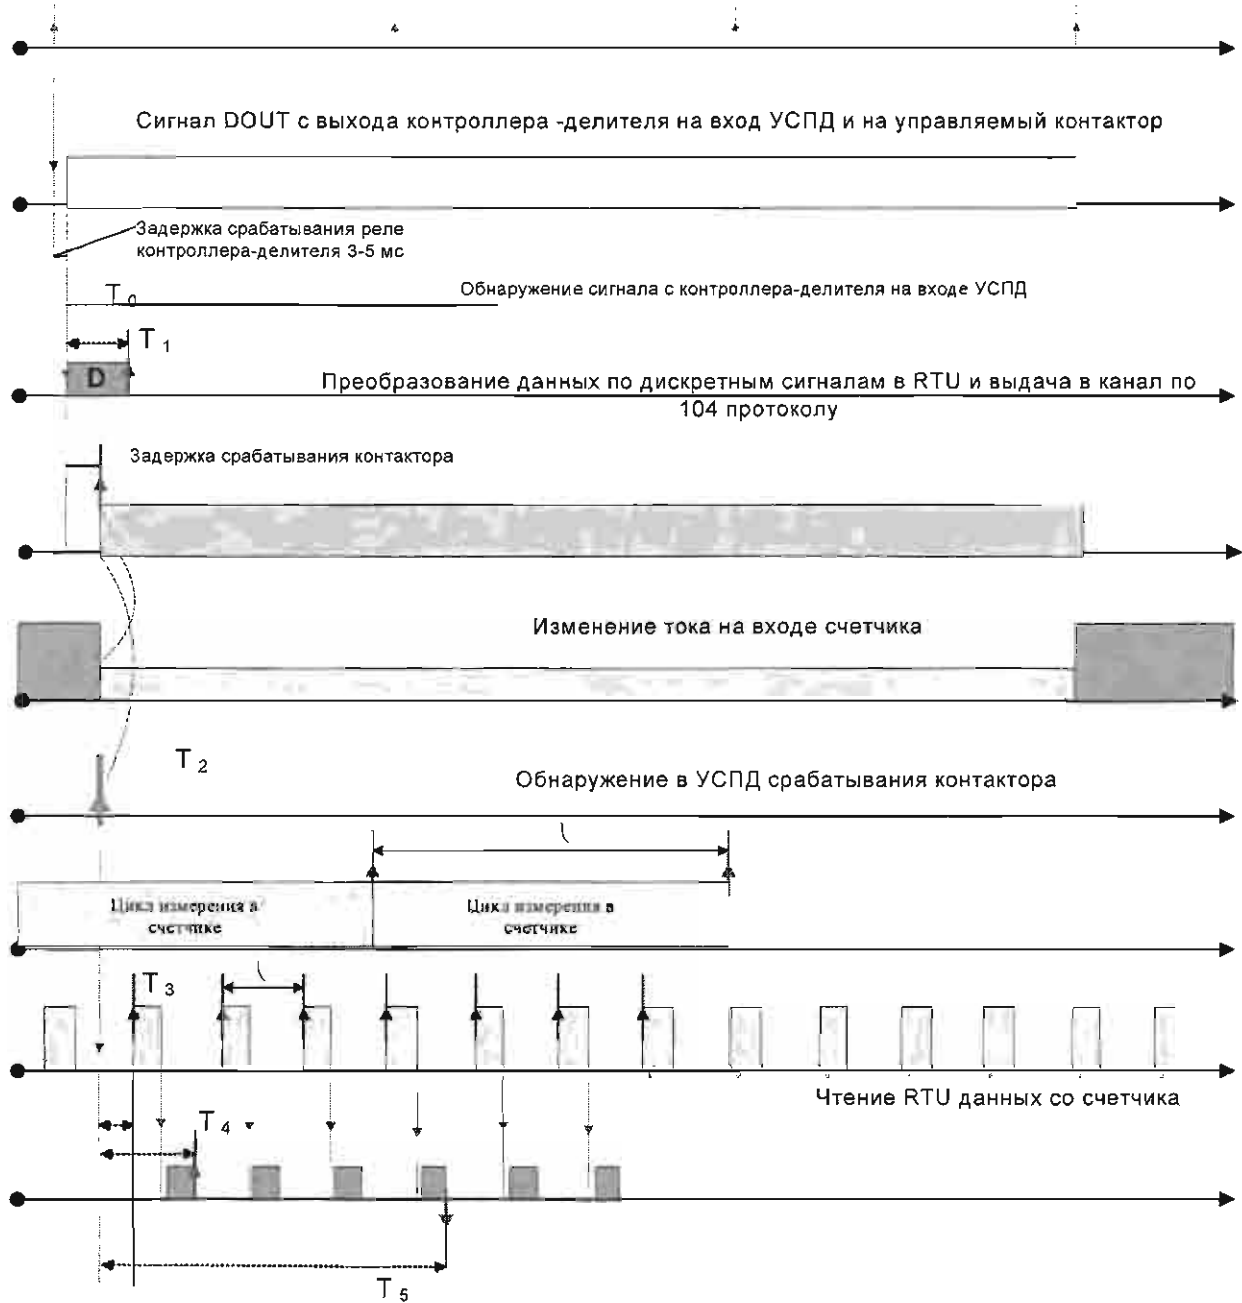 Сигнал DOUT с выхода контроллера -делителя на вход УСПД и на управляемый контактор
Задержка срабатывания реле
контроллера-делителя 3-5 мс
T 0
Обнаружение сигнала с контроллера-делителя на входе УСПД
T 1
D
Преобразование данных по дискретным сигналам в RTU и выдача в канал по
104 протоколу
Задержка срабатывания контактора
Изменение тока на входе счетчика
T 2
Обнаружение в УСПД срабатывания контактора
Цикл измерения в
счетчике
Цикл измерения в
счетчике
T 3
Чтение RTU данных со счетчика
T 4
T 5